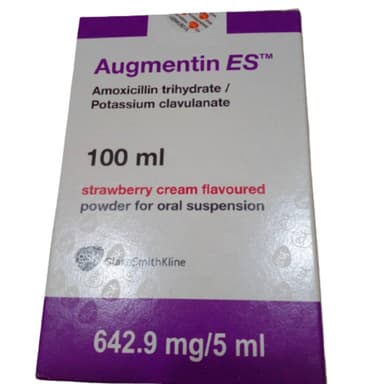 Augmentin ES™
Amoxicillin trihydrate /
Potassium clavulanate
100 ml
strawberry cream flavoured
powder for oral suspension
GlaxoSmithKline
642.9 mg/5 ml